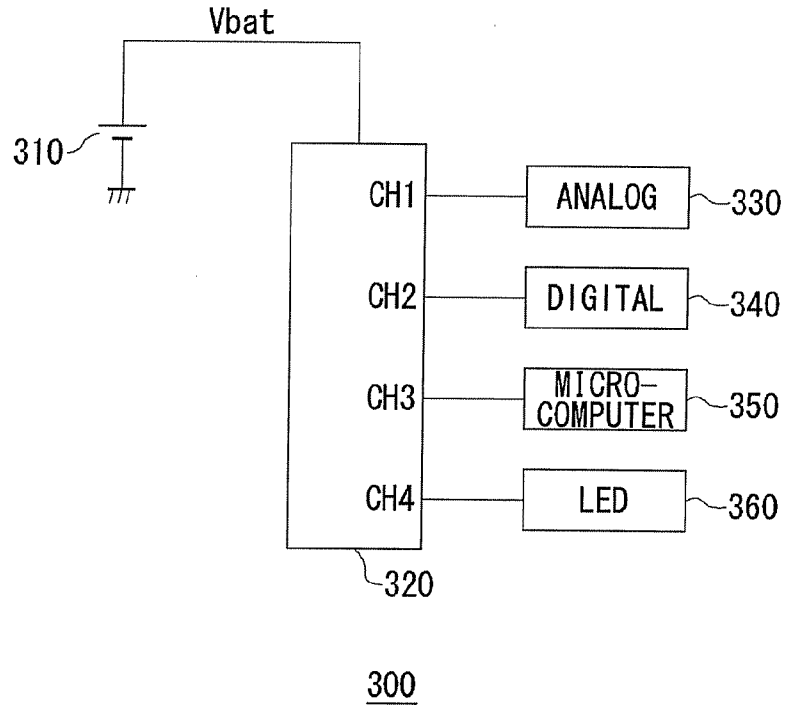 Vbat
310
CH1
ANALOG
330
CH2
DIGITAL
340
CH3
MICRO-
COMPUTER
350
CH4
LED
360
320
300